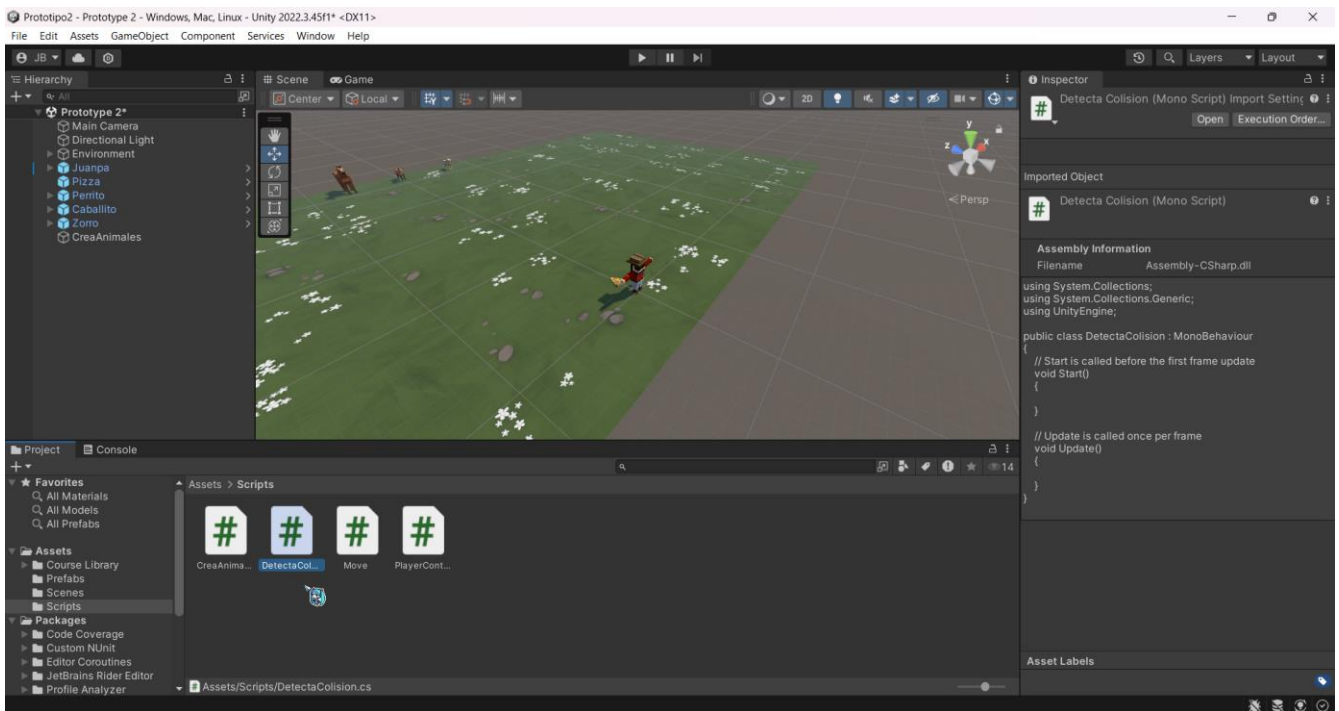 Prototipo2 - Prototype 2 - Windows, Mac, Linux - Unity 2022.3.45f1* <DX11>
File Edit Assets GameObject Component Services Window Help
JB
Layers
Layout
Hierarchy
All
Prototype 2*
Main Camera
Directional Light
Environment
Juanpa
Pizza
Perrito
Caballito
Zorro
CreaAnimales
Scene
Game
Center
Local
2D
y
x
z
Persp
Inspector
Detecta Colision (Mono Script) Import Setting
Open
Execution Order...
Imported Object
Detecta Colision (Mono Script)
Assembly Information
Filename Assembly-CSharp.dll
using System.Collections;
using System.Collections.Generic;
using UnityEngine;
public class DetectaColision : MonoBehaviour
{
// Start is called before the first frame update
void Start()
{
}
// Update is called once per frame
void Update()
{
}
}
Asset Labels
Project
Console
14
Favorites
All Materials
All Models
All Prefabs
Assets
Course Library
Prefabs
Scenes
Scripts
Packages
Code Coverage
Custom NUnit
Editor Coroutines
JetBrains Rider Editor
Profile Analyzer
Assets > Scripts
CreaAnima...
DetectaCol...
Move
PlayerCont...
Assets/Scripts/DetectaColision.cs